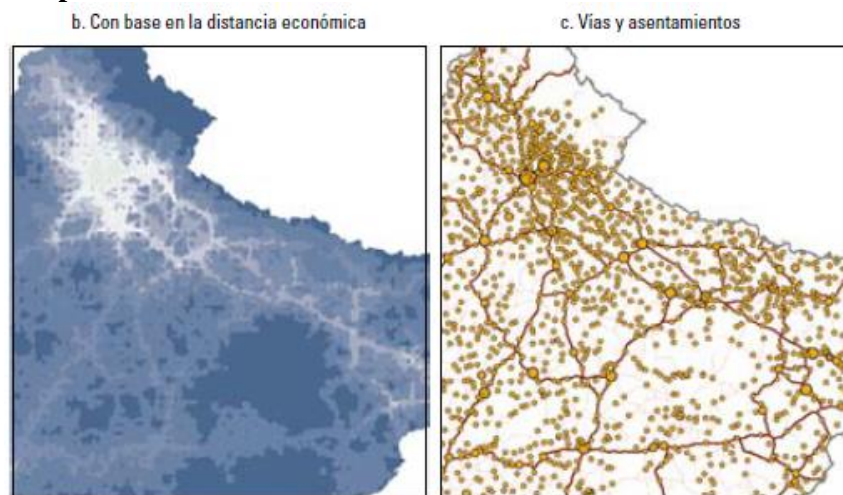 b. Con base en la distancia económica
c. Vías y asentamientos